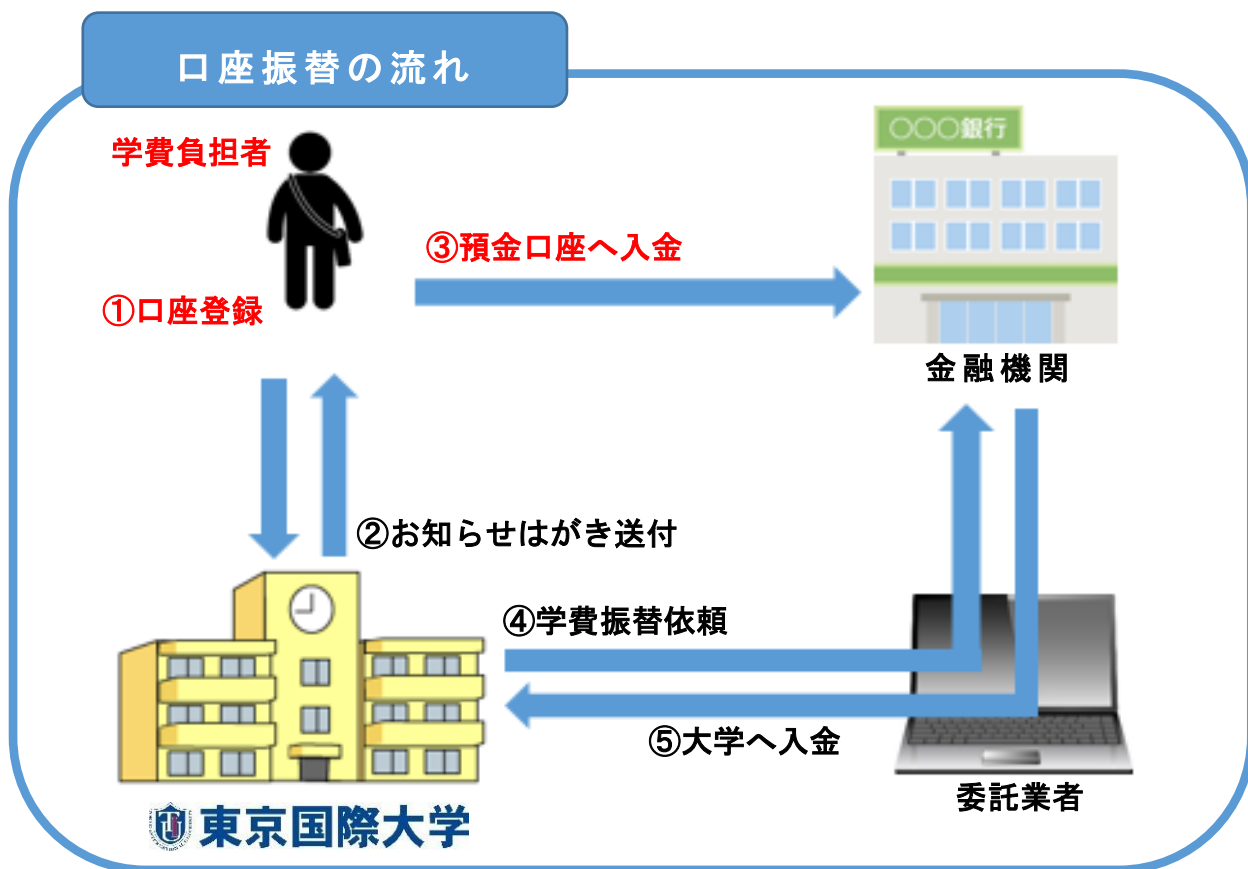 口座振替の流れ
学費負担者
○○○銀行
③預金口座へ入金
①口座登録
金融機関
②お知らせはがき送付
④学費振替依頼
⑤大学へ入金
委託業者
東京国際大学